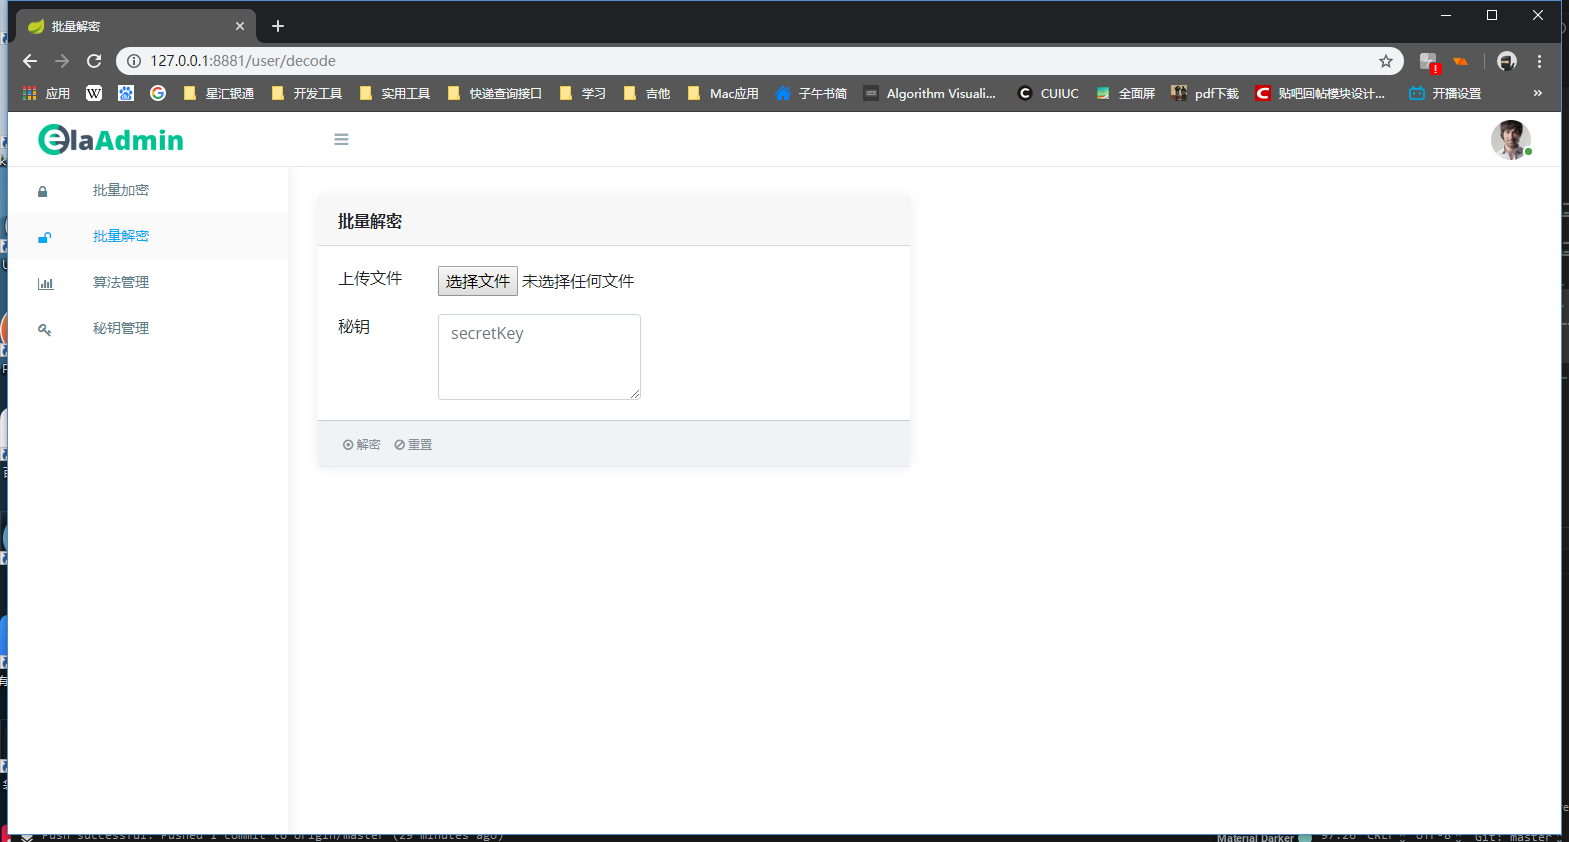 批量解密
127.0.0.1:8881/user/decode
应用 星汇银通 开发工具 实用工具 快递查询接口 学习 吉他 Mac应用 子午书简 Algorithm Visuali... CUIUC 全面屏 pdf下载 贴吧回帖模块设计... 开播设置 »
elaAdmin
批量加密
批量解密
算法管理
秘钥管理
批量解密
上传文件 选择文件 未选择任何文件
秘钥 secretKey
解密 重置
Push successful: Pushed 1 commit to origin/master (29 minutes ago) Material Darker 97:26 CRLF UTF-8 Git: master